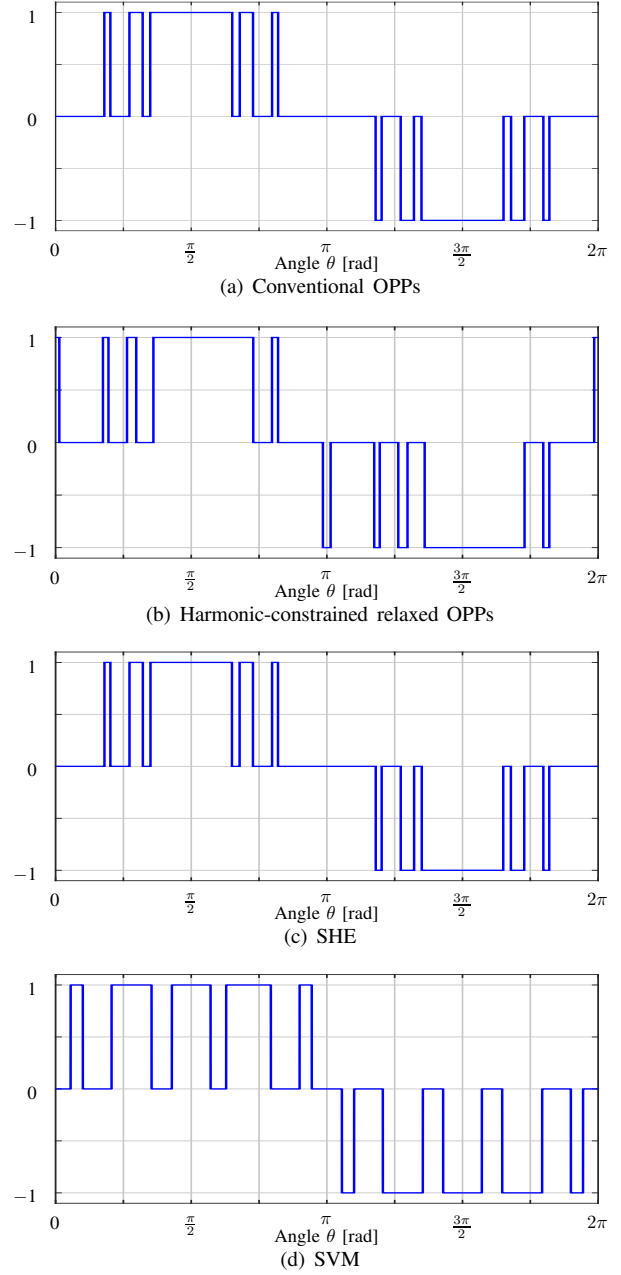 1
0
−1
0 π/2 π 3π/2 2π
Angle θ [rad]
(a) Conventional OPPs
1
0
−1
0 π/2 π 3π/2 2π
Angle θ [rad]
(b) Harmonic-constrained relaxed OPPs
1
0
−1
0 π/2 π 3π/2 2π
Angle θ [rad]
(c) SHE
1
0
−1
0 π/2 π 3π/2 2π
Angle θ [rad]
(d) SVM